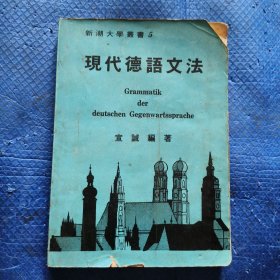 新潮大學叢書5
現代德語文法
Grammatik
der
deutschen Gegenwartssprache
宣誠編著